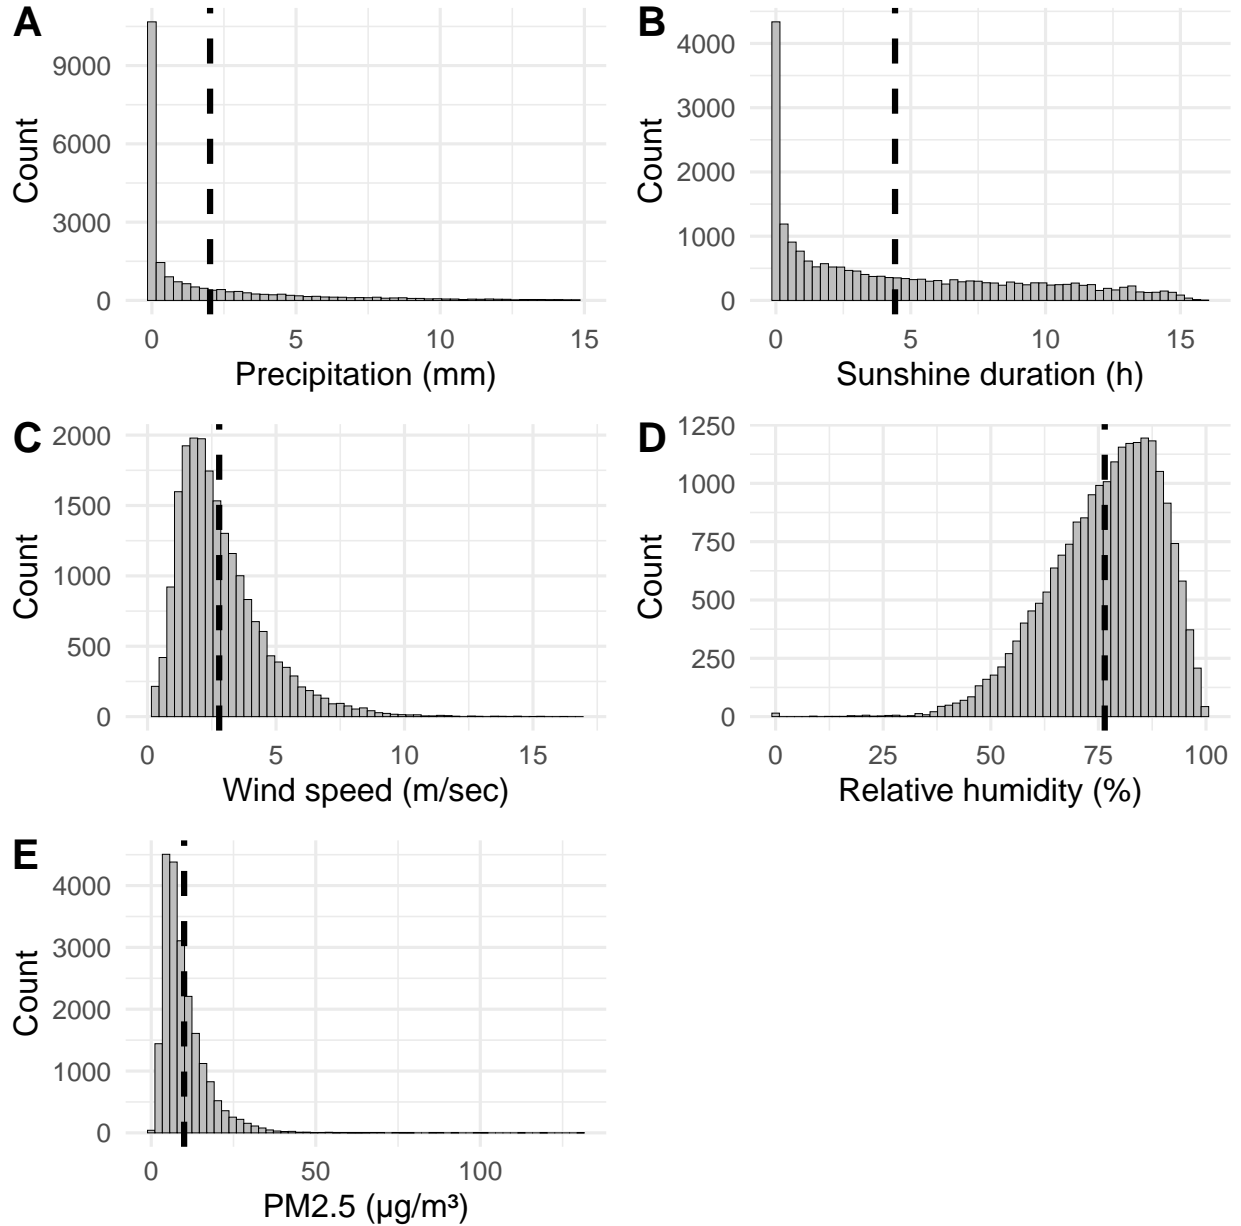 A
Count
9000
6000
3000
0
0 5 10 15
Precipitation (mm)
B
Count
4000
3000
2000
1000
0
0 5 10 15
Sunshine duration (h)
C
Count
2000
1500
1000
500
0
0 5 10 15
Wind speed (m/sec)
D
Count
1250
1000
750
500
250
0
0 25 50 75 100
Relative humidity (%)
E
Count
4000
3000
2000
1000
0
0 50 100
PM2.5 (µg/m³)